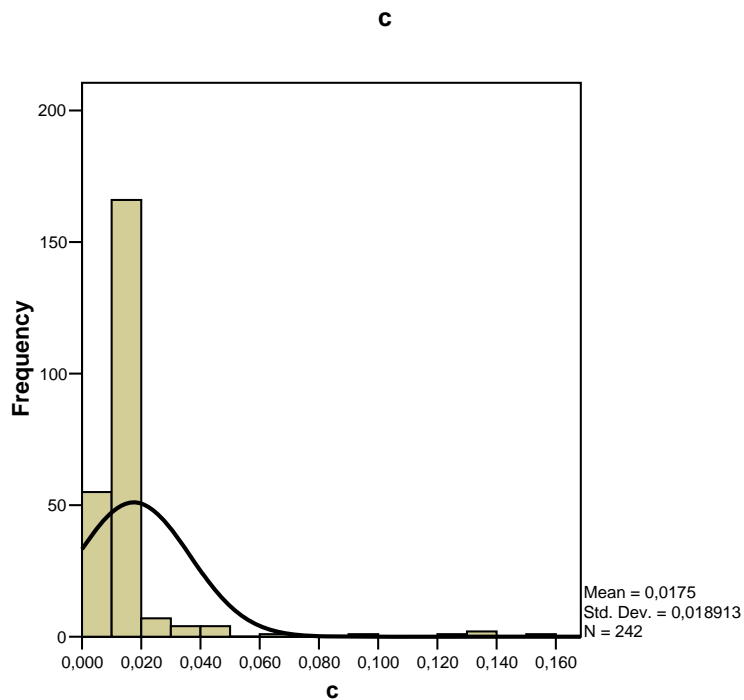 c
200
150
100
50
0
Frequency
0,000 0,020 0,040 0,060 0,080 0,100 0,120 0,140 0,160
c
Mean = 0,0175
Std. Dev. = 0,018913
N = 242